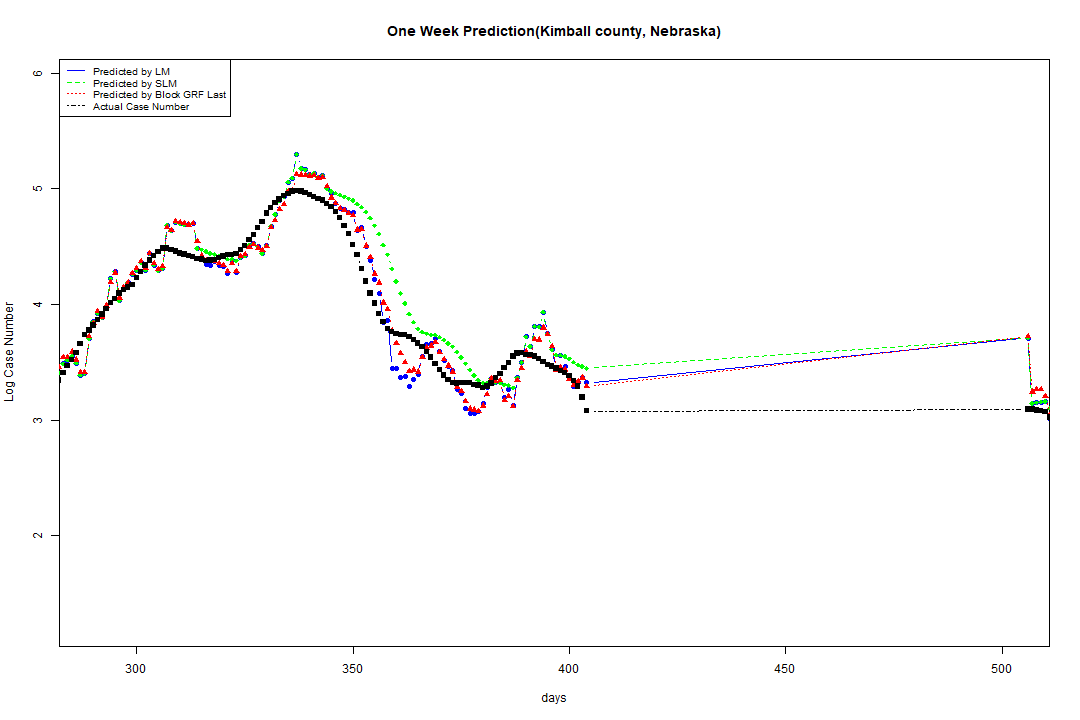 One Week Prediction(Kimball county, Nebraska)
Predicted by LM
Predicted by SLM
Predicted by Block GRF Last
Actual Case Number
6
5
4
3
2
Log Case Number
300 350 400 450 500
days